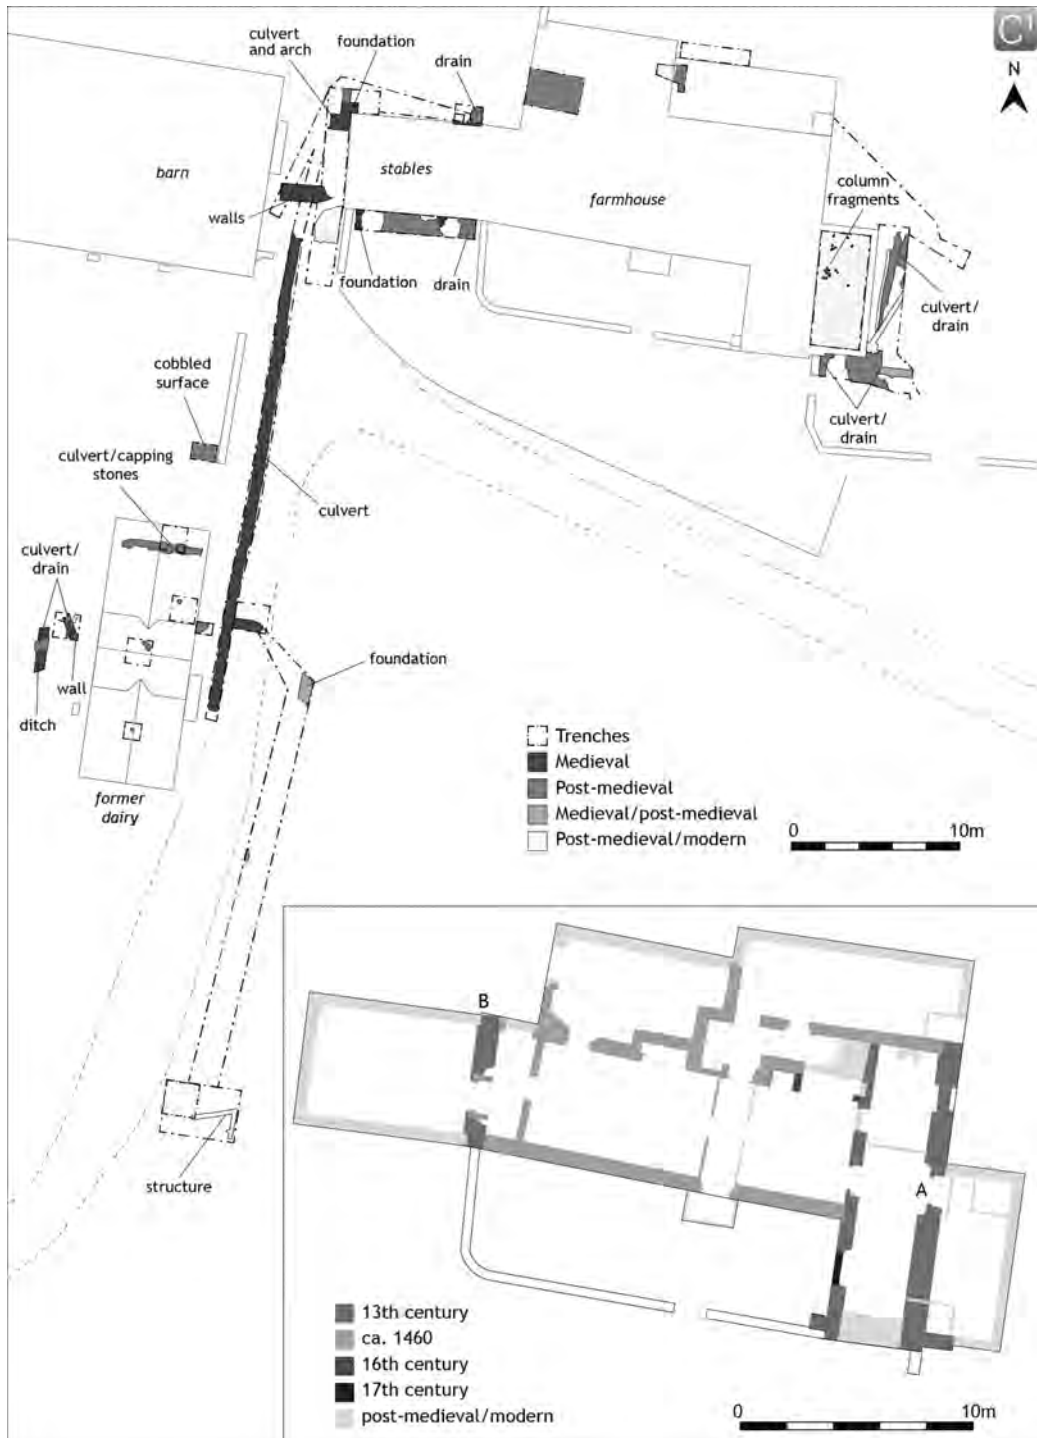 C1
N
culvert
and arch
foundation
drain
barn
stables
farmhouse
column
fragments
walls
foundation
drain
culvert/
drain
cobbled
surface
culvert/
drain
culvert/capping
stones
culvert
culvert/
drain
foundation
wall
ditch
former
dairy
Trenches
Medieval
Post-medieval
Medieval/post-medieval
Post-medieval/modern
0 10m
structure
B
A
13th century
ca. 1460
16th century
17th century
post-medieval/modern
0 10m